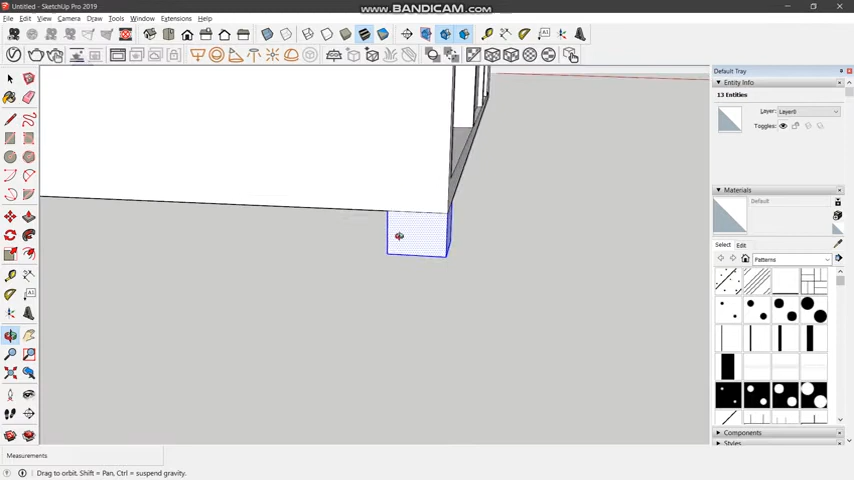 Untitled - SketchUp Pro 2019
WWW.BANDICAM.COM
File Edit View Camera Draw Tools Window Extensions Help
Default Tray
Entity Info
13 Entities
Layer: Layer0
Toggles:
Materials
Default
Select Edit
Patterns
Components
Styles
Measurements
Drag to orbit. Shift = Pan, Ctrl = suspend gravity.